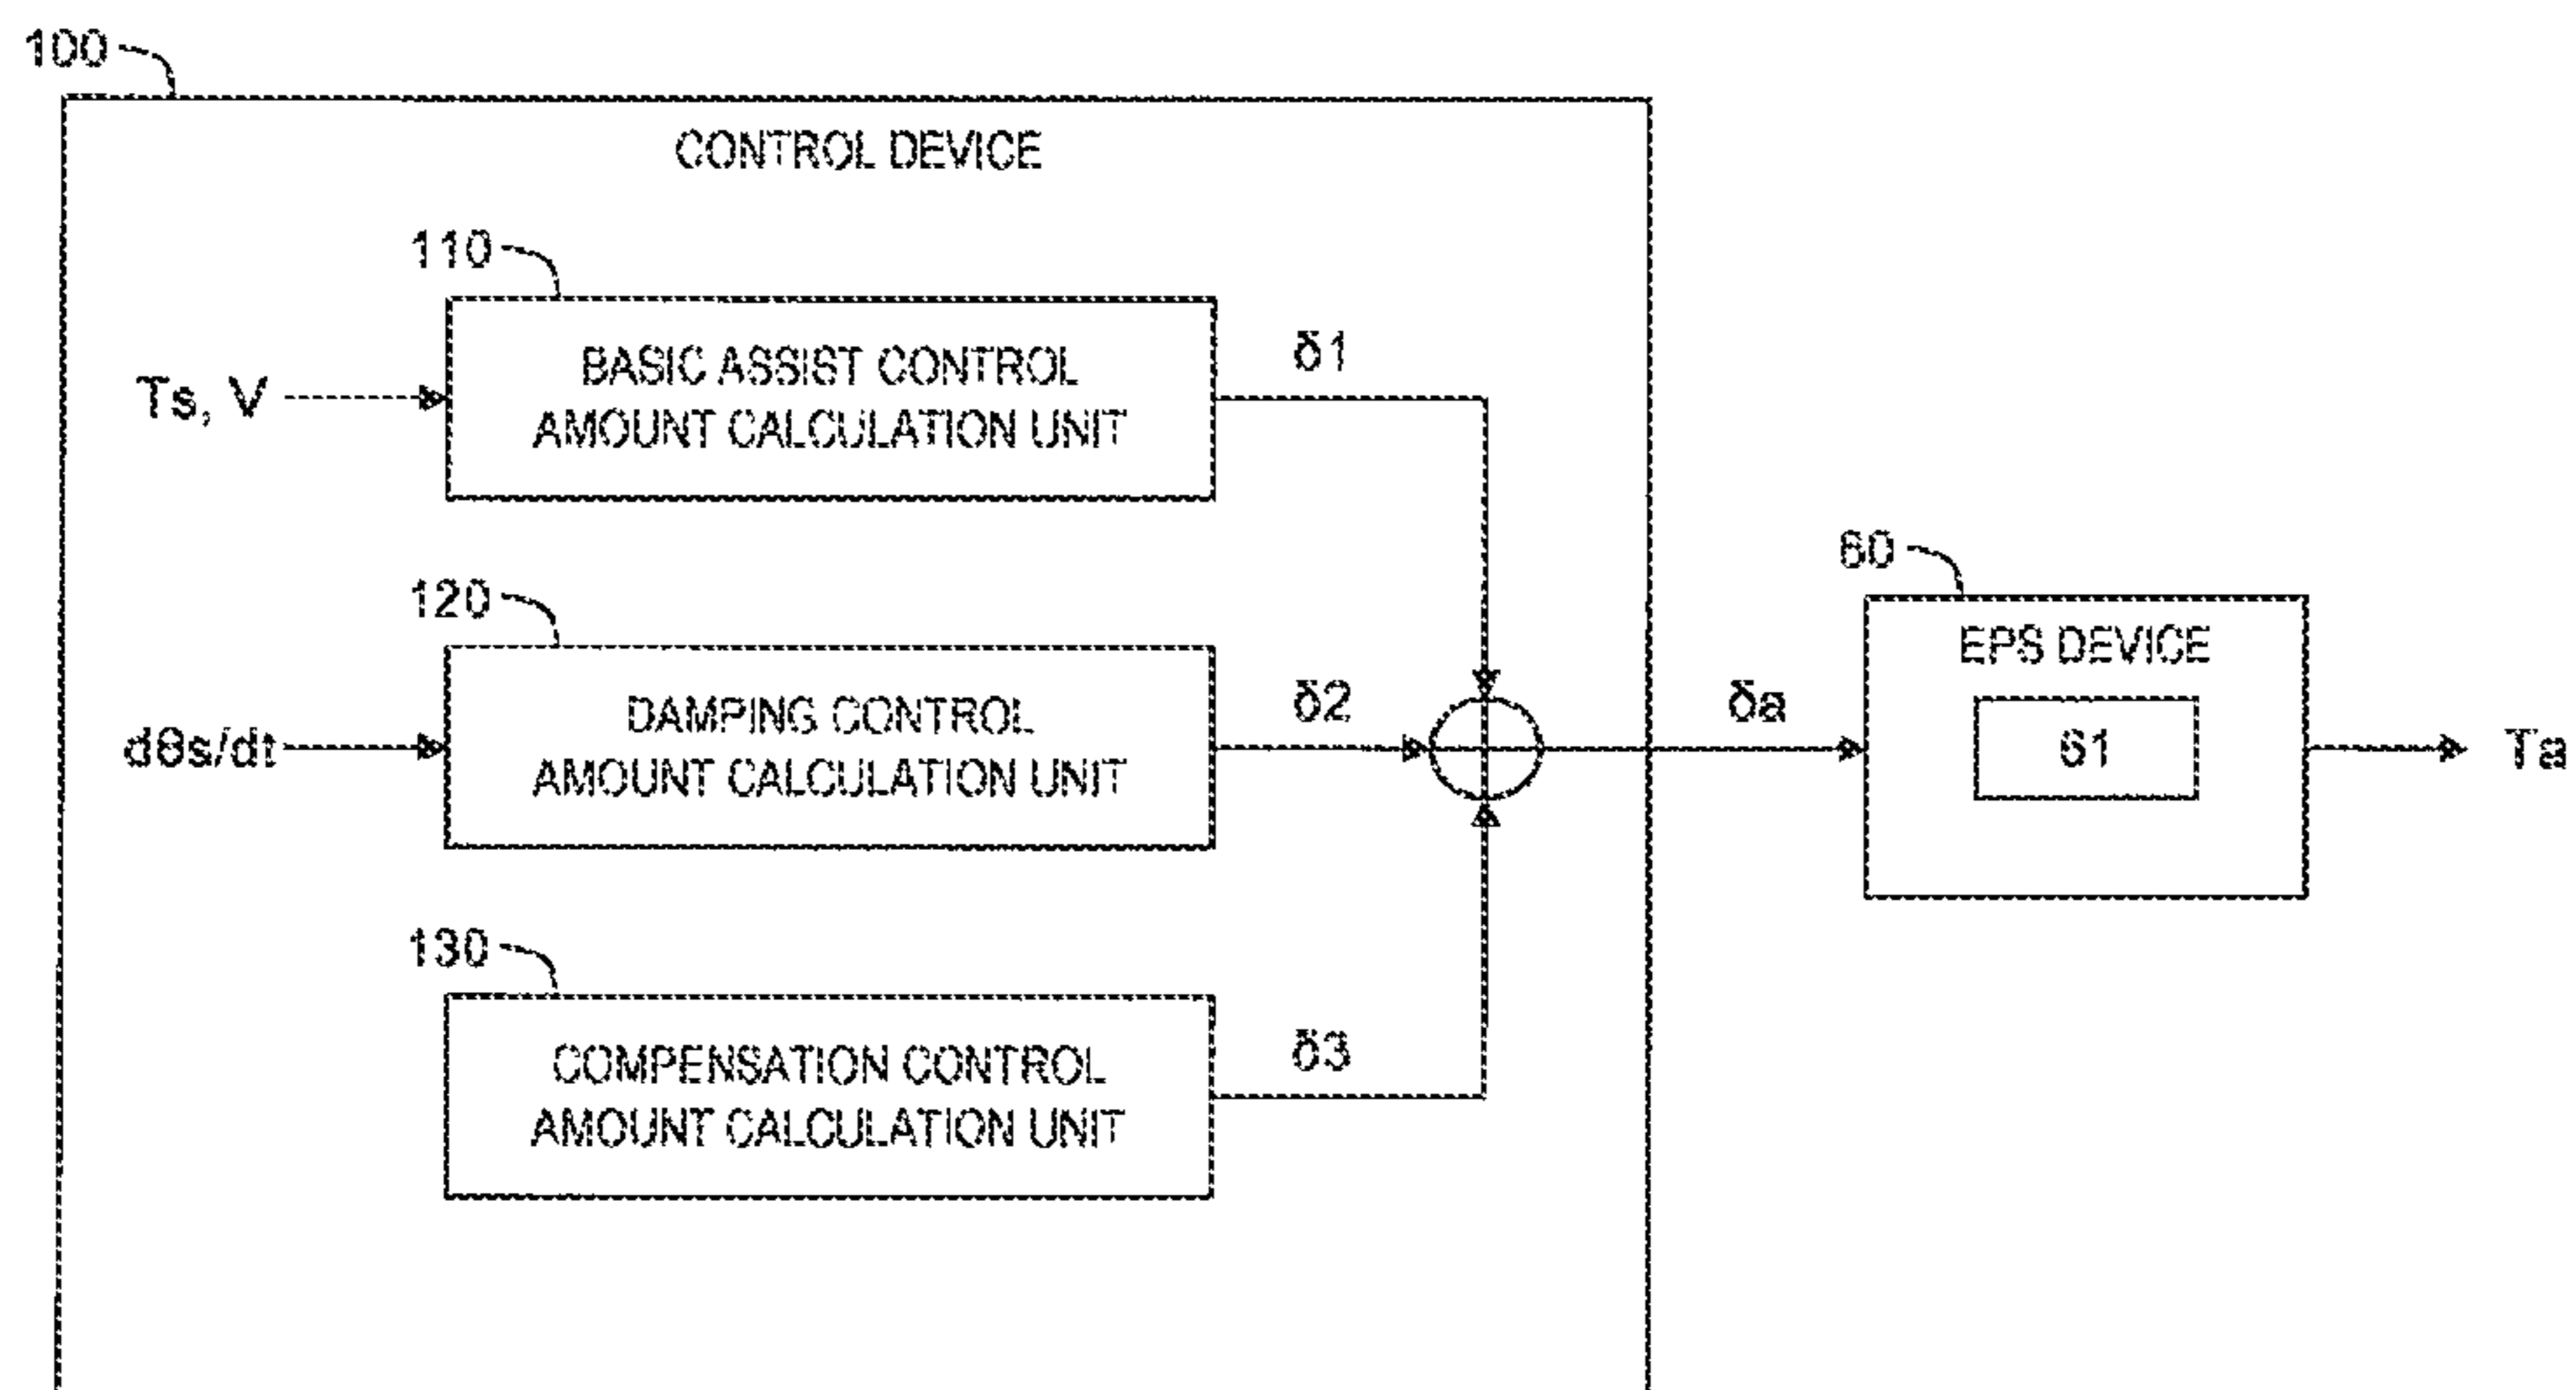 100
CONTROL DEVICE
110
Ts, V
BASIC ASSIST CONTROL
AMOUNT CALCULATION UNIT
δ1
120
dθs/dt
DAMPING CONTROL
AMOUNT CALCULATION UNIT
δ2
δa
60
EPS DEVICE
61
Ta
130
COMPENSATION CONTROL
AMOUNT CALCULATION UNIT
δ3